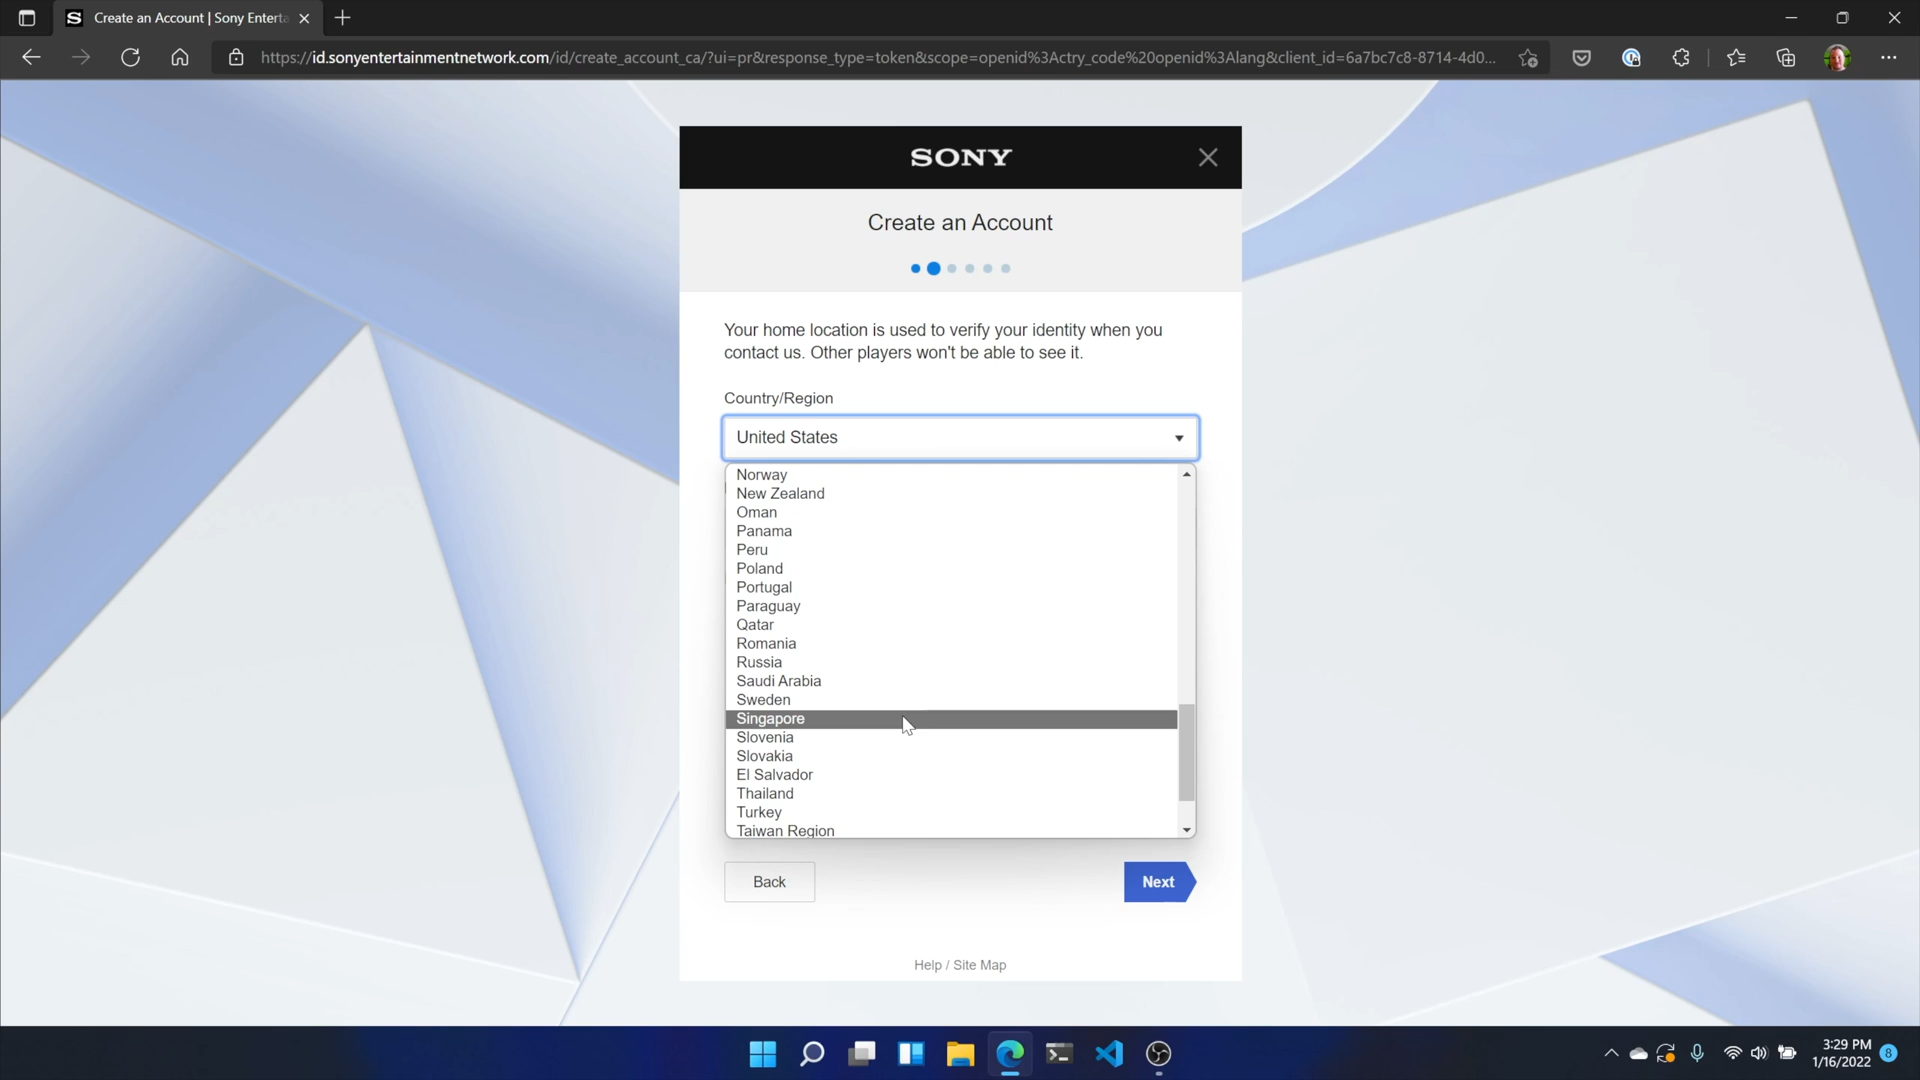 S Create an Account | Sony Enterta
https://id.sonyentertainmentnetwork.com/id/create_account_ca/?ui=pr&response_type=token&scope=openid%3Actry_code%20openid%3Alang&client_id=6a7bc7c8-8714-4d0...
SONY
Create an Account
Your home location is used to verify your identity when you
contact us. Other players won't be able to see it.
Country/Region
United States
Norway
New Zealand
Oman
Panama
Peru
Poland
Portugal
Paraguay
Qatar
Romania
Russia
Saudi Arabia
Sweden
Singapore
Slovenia
Slovakia
El Salvador
Thailand
Turkey
Taiwan Region
Back
Next
Help / Site Map
3:29 PM
1/16/2022
8